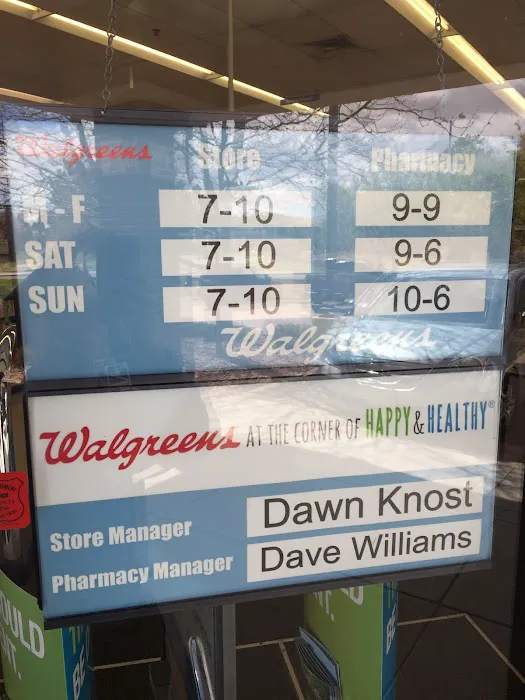 Walgreens Store Pharmacy
M - F 7-10 9-9
SAT 7-10 9-6
SUN 7-10 10-6
Walgreens
Walgreens AT THE CORNER OF HAPPY & HEALTHY®
Store Manager Dawn Knost
Pharmacy Manager Dave Williams